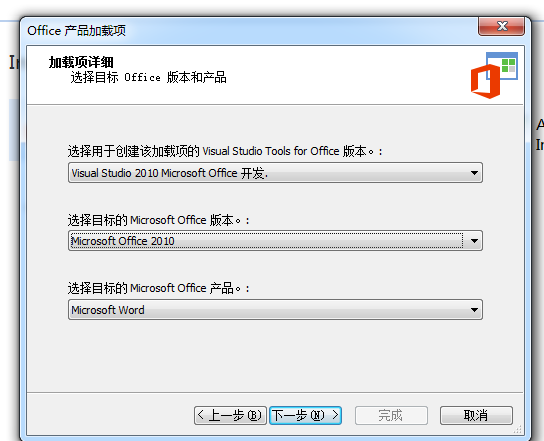 Office 产品加载项
加载项详细
选择目标 Office 版本和产品
选择用于创建该加载项的 Visual Studio Tools for Office 版本。:
Visual Studio 2010 Microsoft Office 开发.
选择目标的 Microsoft Office 版本。:
Microsoft Office 2010
选择目标的 Microsoft Office 产品。:
Microsoft Word
< 上一步 (B) 下一步 (N) > 完成 取消